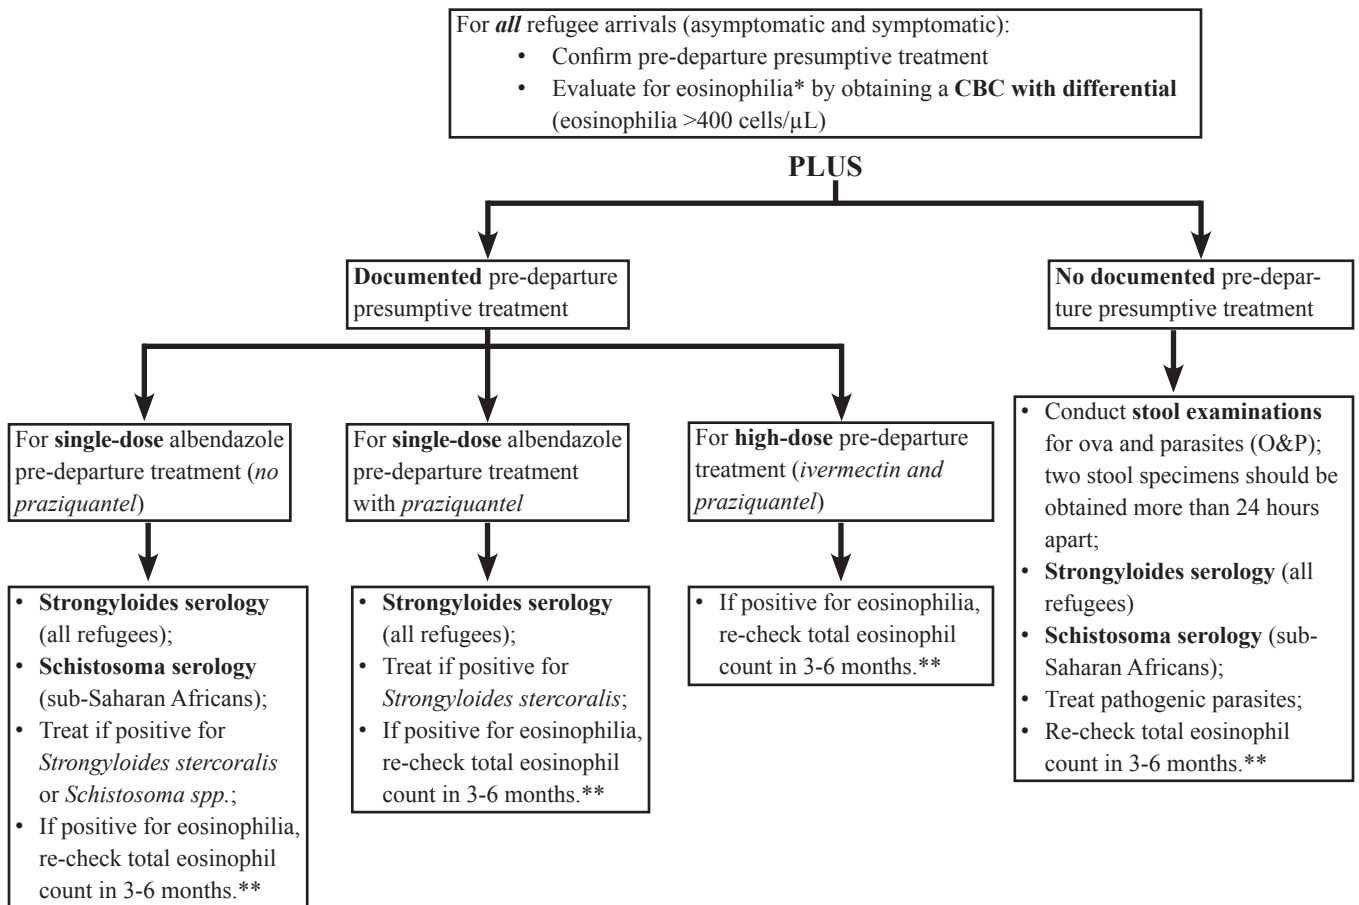 For all refugee arrivals (asymptomatic and symptomatic):
• Confirm pre-departure presumptive treatment
• Evaluate for eosinophilia* by obtaining a CBC with differential
(eosinophilia >400 cells/µL)
PLUS
Documented pre-departure
presumptive treatment
No documented pre-depar-
ture presumptive treatment
For single-dose albendazole
pre-departure treatment (no
praziquantel)
For single-dose albendazole
pre-departure treatment
with praziquantel
For high-dose pre-departure
treatment (ivermectin and
praziquantel)
• Conduct stool examinations
for ova and parasites (O&P);
two stool specimens should be
obtained more than 24 hours
apart;
• Strongyloides serology (all
refugees)
• Schistosoma serology (sub-
Saharan Africans);
• Treat pathogenic parasites;
• Re-check total eosinophil
count in 3-6 months.**
• Strongyloides serology
(all refugees);
• Schistosoma serology
(sub-Saharan Africans);
• Treat if positive for
Strongyloides stercoralis
or Schistosoma spp.;
• If positive for eosinophilia,
re-check total eosinophil
count in 3-6 months.**
• Strongyloides serology
(all refugees);
• Treat if positive for
Strongyloides stercoralis;
• If positive for eosinophilia,
re-check total eosinophil
count in 3-6 months.**
• If positive for eosinophilia,
re-check total eosinophil
count in 3-6 months.**